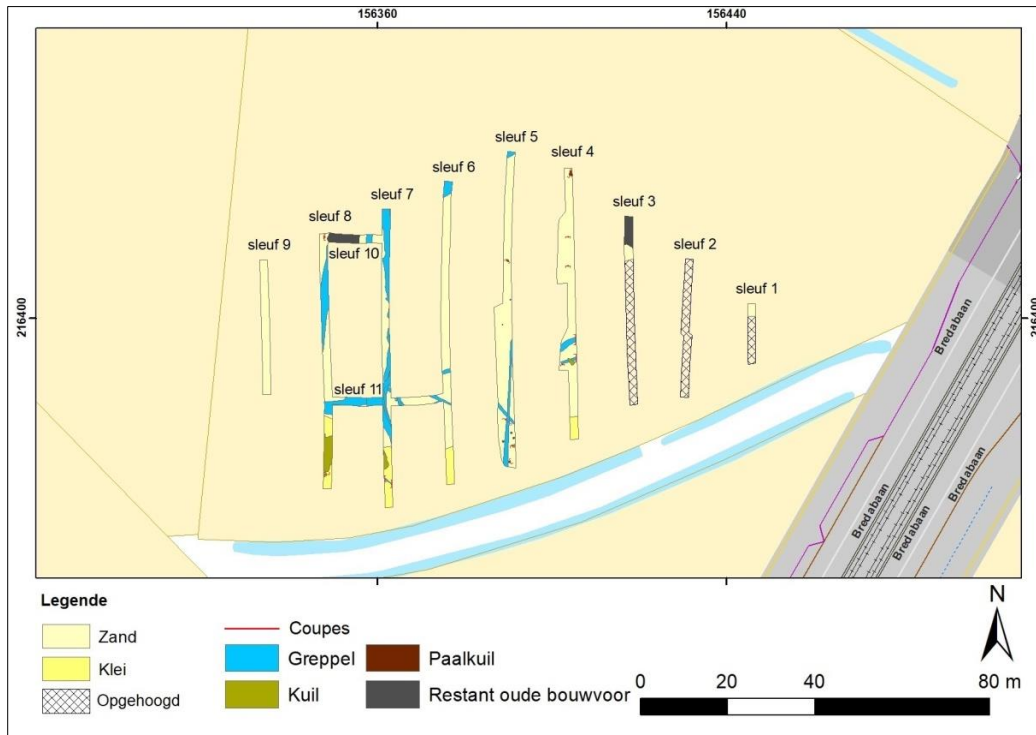 156360
156440
sleuf 5
sleuf 4
sleuf 6
sleuf 7
sleuf 3
sleuf 8
sleuf 9
sleuf 10
sleuf 2
sleuf 1
216400
216400
sleuf 11
Bredabaan
Bredabaan
Bredabaan
Bredabaan
Legende
Zand
Klei
Opgehoogd
Coupes
Greppel
Kuil
Paalkuil
Restant oude bouwvoor
N
0 20 40 80 m